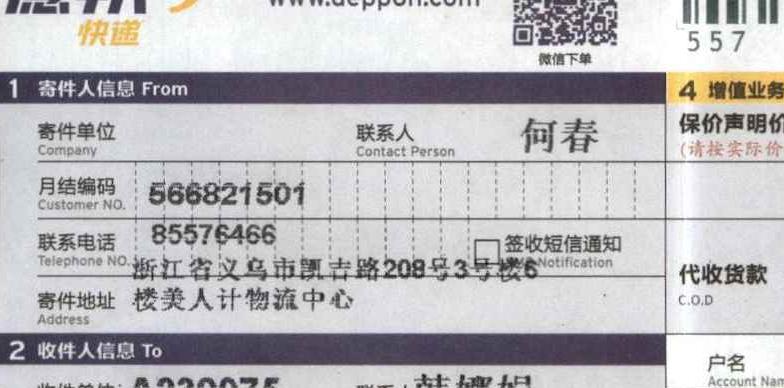 德邦
快递
www.deppon.com
微信下单
557
1 寄件人信息 From
4 增值业务
寄件单位 联系人 何春
Company Contact Person
保价声明价
(请按实际价
月结编码 566821501
Customer NO.
联系电话 85576466 签收短信通知
Telephone NO. Notification
浙江省义乌市凯吉路208号3号楼6
寄件地址 楼美人计物流中心
Address
代收货款
C.O.D
2 收件人信息 To
户名
Account Nam